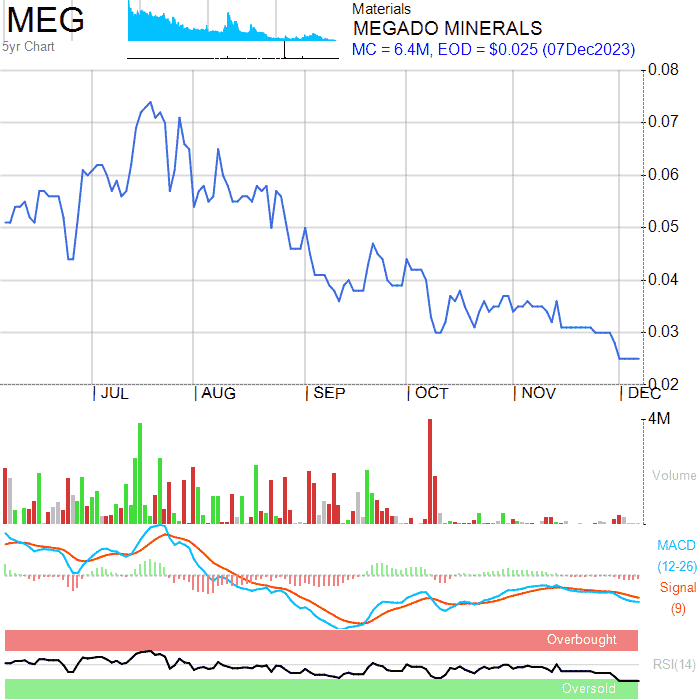 MEG
5yr Chart
Materials
MEGADO MINERALS
MC = 6.4M, EOD = $0.025 (07Dec2023)
0.08
0.07
0.06
0.05
0.04
0.03
0.02
JUL AUG SEP OCT NOV DEC
4M
Volume
MACD
(12-26)
Signal
(9)
Overbought
RSI(14)
Oversold